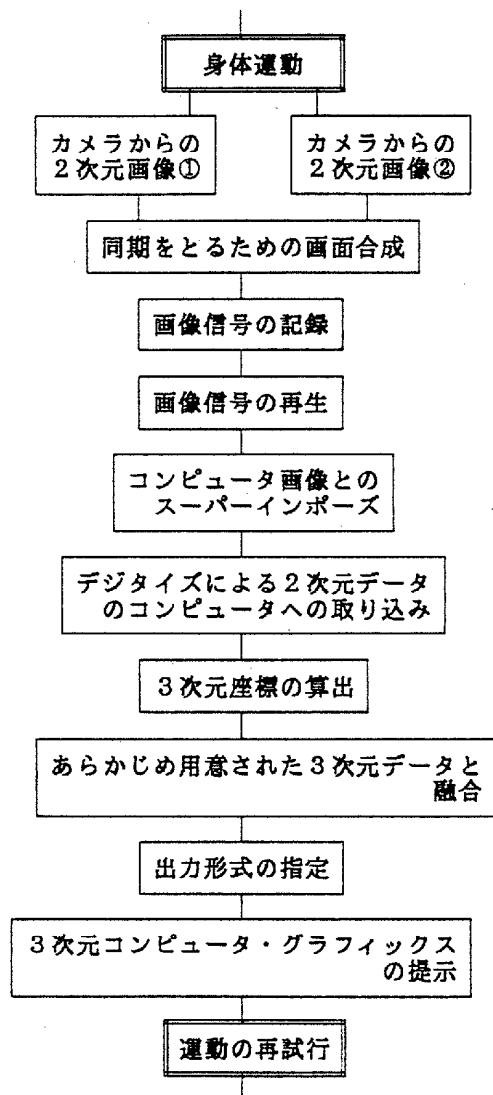 身体運動
カメラからの
2次元画像①
カメラからの
2次元画像②
同期をとるための画面合成
画像信号の記録
画像信号の再生
コンピュータ画像との
スーパーインポーズ
デジタイズによる2次元データ
のコンピュータへの取り込み
3次元座標の算出
あらかじめ用意された3次元データと
融合
出力形式の指定
3次元コンピュータ・グラフィックス
の提示
運動の再試行